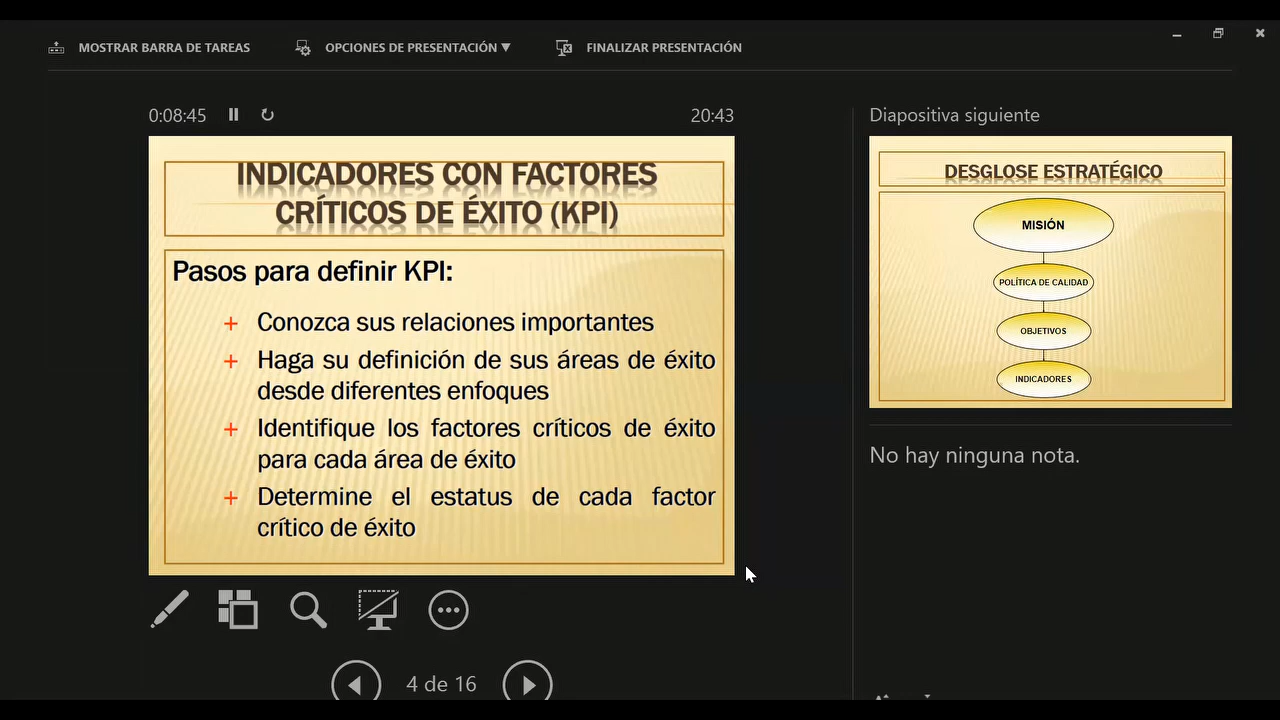 MOSTRAR BARRA DE TAREAS
OPCIONES DE PRESENTACIÓN ▼
FINALIZAR PRESENTACIÓN
0:08:45
20:43
INDICADORES CON FACTORES
CRÍTICOS DE ÉXITO (KPI)
Pasos para definir KPI:
+ Conozca sus relaciones importantes
+ Haga su definición de sus áreas de éxito
desde diferentes enfoques
+ Identifique los factores críticos de éxito
para cada área de éxito
+ Determine el estatus de cada factor
crítico de éxito
4 de 16
Diapositiva siguiente
DESGLOSE ESTRATÉGICO
MISIÓN
POLÍTICA DE CALIDAD
OBJETIVOS
INDICADORES
No hay ninguna nota.